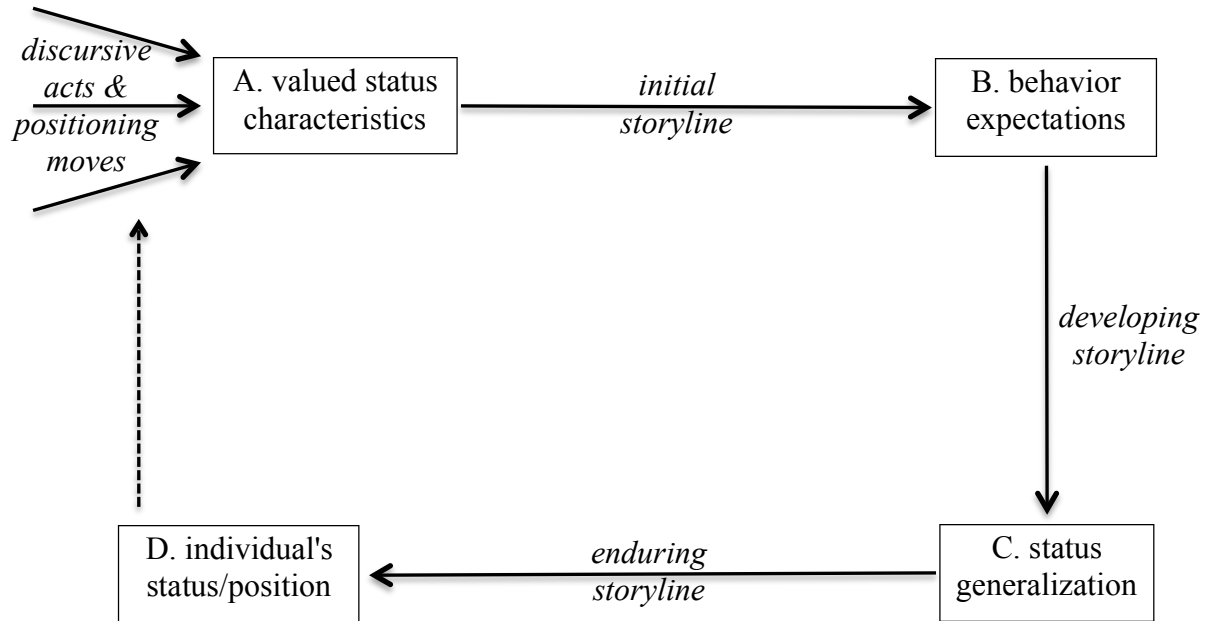 discursive
acts &
positioning
moves
A. valued status
characteristics
initial
storyline
B. behavior
expectations
developing
storyline
C. status
generalization
enduring
storyline
D. individual's
status/position